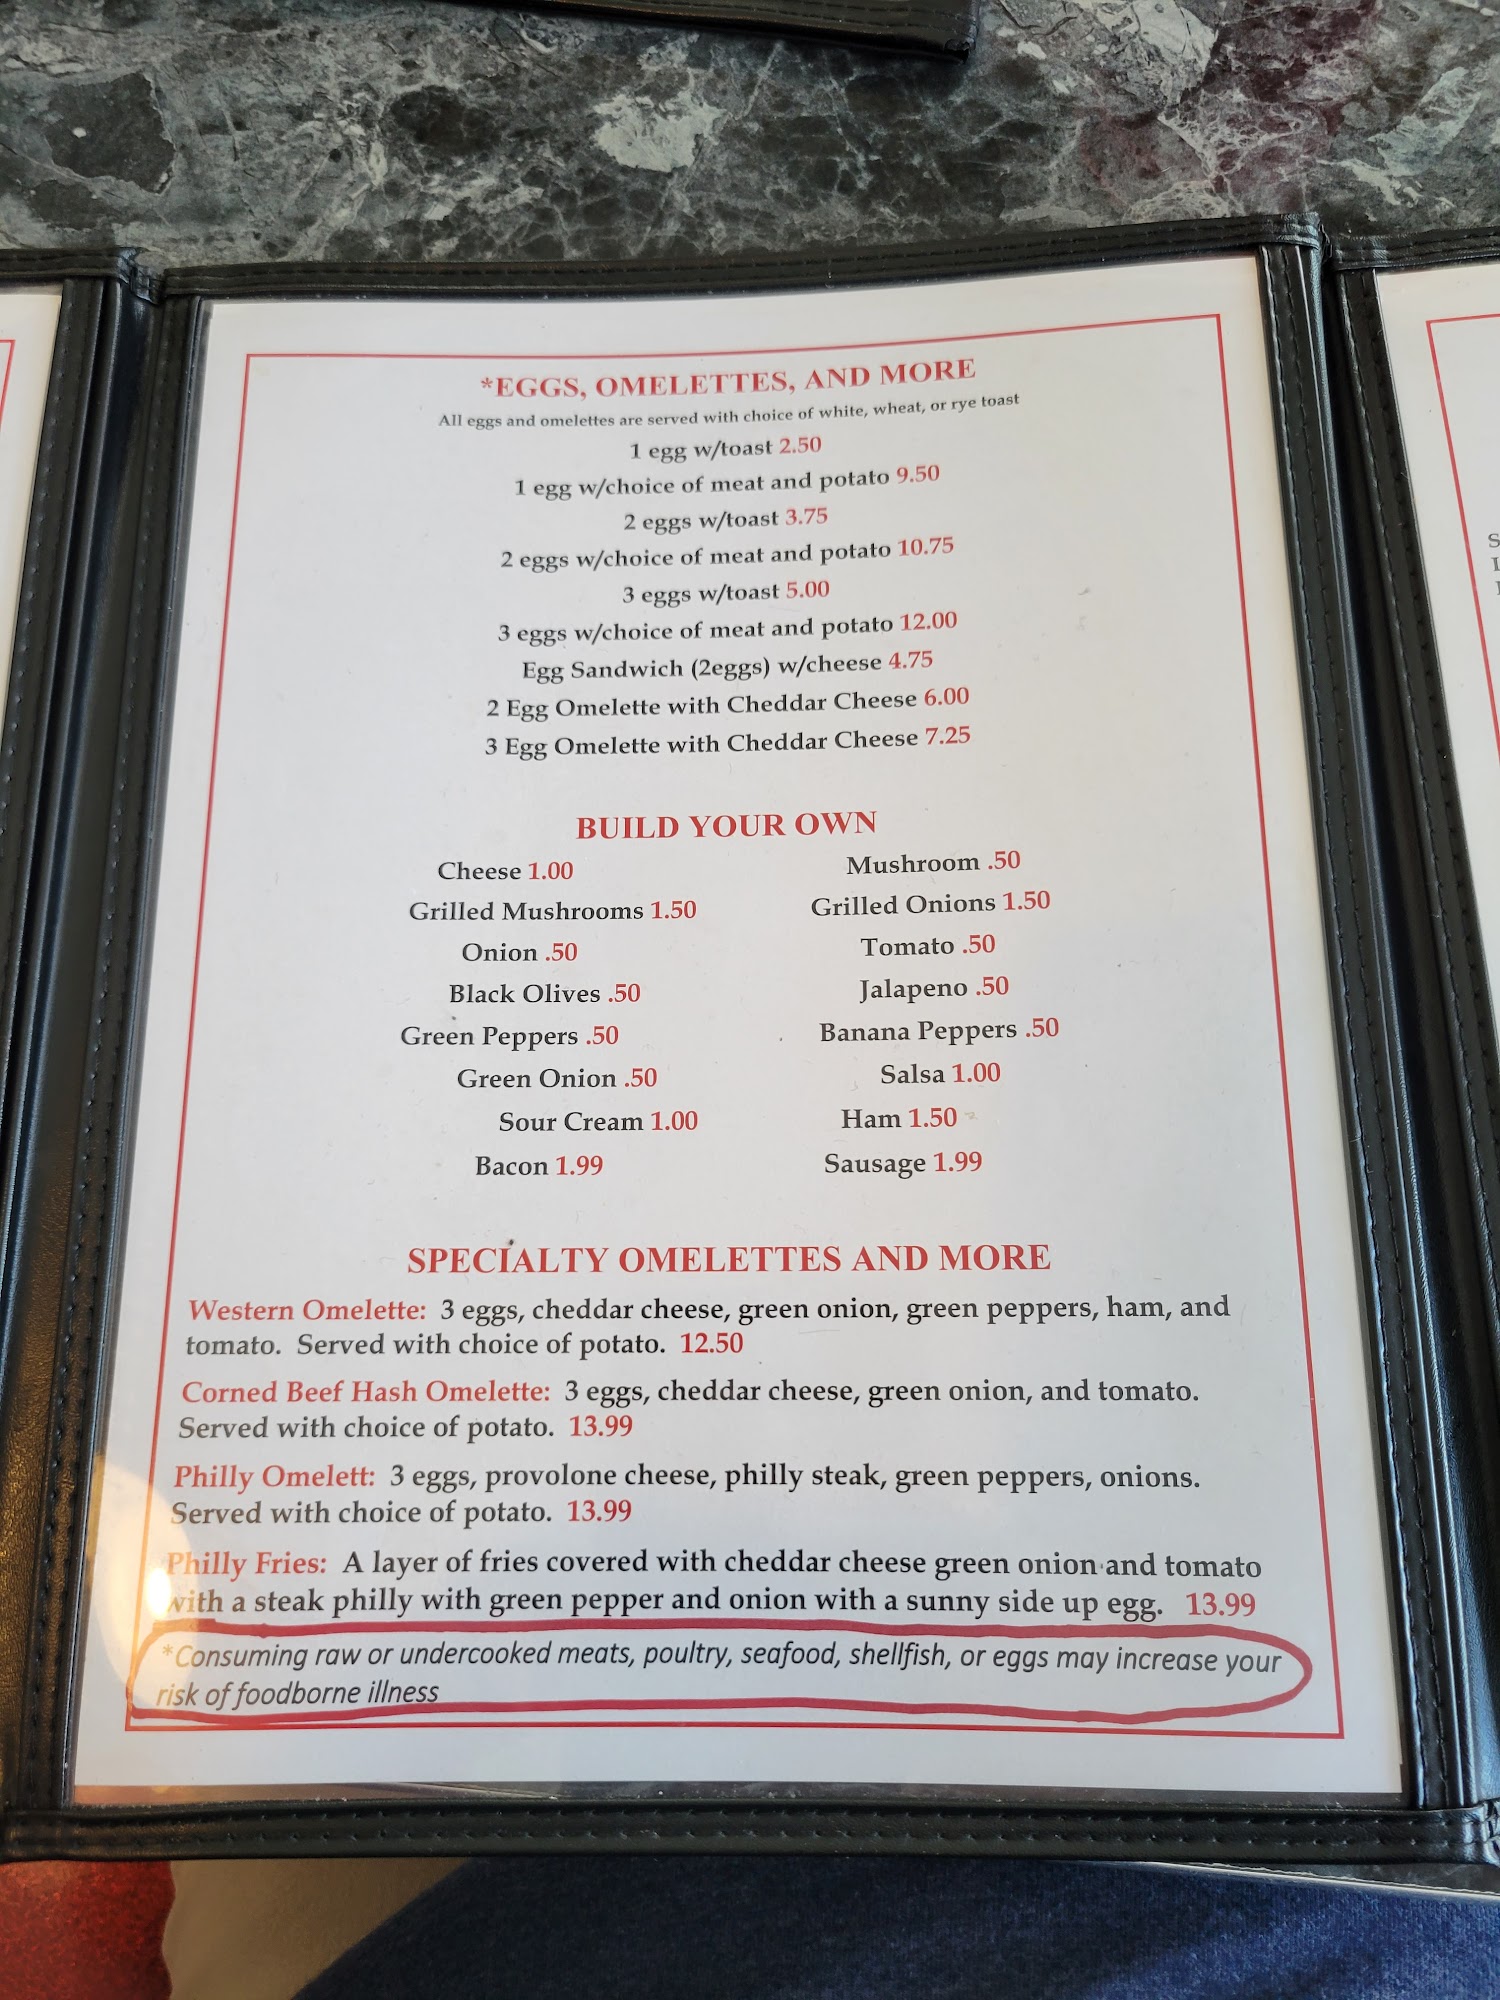 *EGGS, OMELETTES, AND MORE
All eggs and omelettes are served with choice of white, wheat, or rye toast
1 egg w/toast 2.50
1 egg w/choice of meat and potato 9.50
2 eggs w/toast 3.75
2 eggs w/choice of meat and potato 10.75
3 eggs w/toast 5.00
3 eggs w/choice of meat and potato 12.00
Egg Sandwich (2eggs) w/cheese 4.75
2 Egg Omelette with Cheddar Cheese 6.00
3 Egg Omelette with Cheddar Cheese 7.25
BUILD YOUR OWN
Cheese 1.00 Mushroom .50
Grilled Mushrooms 1.50 Grilled Onions 1.50
Onion .50 Tomato .50
Black Olives .50 Jalapeno .50
Green Peppers .50 Banana Peppers .50
Green Onion .50 Salsa 1.00
Sour Cream 1.00 Ham 1.50
Bacon 1.99 Sausage 1.99
SPECIALTY OMELETTES AND MORE
Western Omelette: 3 eggs, cheddar cheese, green onion, green peppers, ham, and
tomato. Served with choice of potato. 12.50
Corned Beef Hash Omelette: 3 eggs, cheddar cheese, green onion, and tomato.
Served with choice of potato. 13.99
Philly Omelett: 3 eggs, provolone cheese, philly steak, green peppers, onions.
Served with choice of potato. 13.99
Philly Fries: A layer of fries covered with cheddar cheese green onion and tomato
with a steak philly with green pepper and onion with a sunny side up egg. 13.99
*Consuming raw or undercooked meats, poultry, seafood, shellfish, or eggs may increase your
risk of foodborne illness